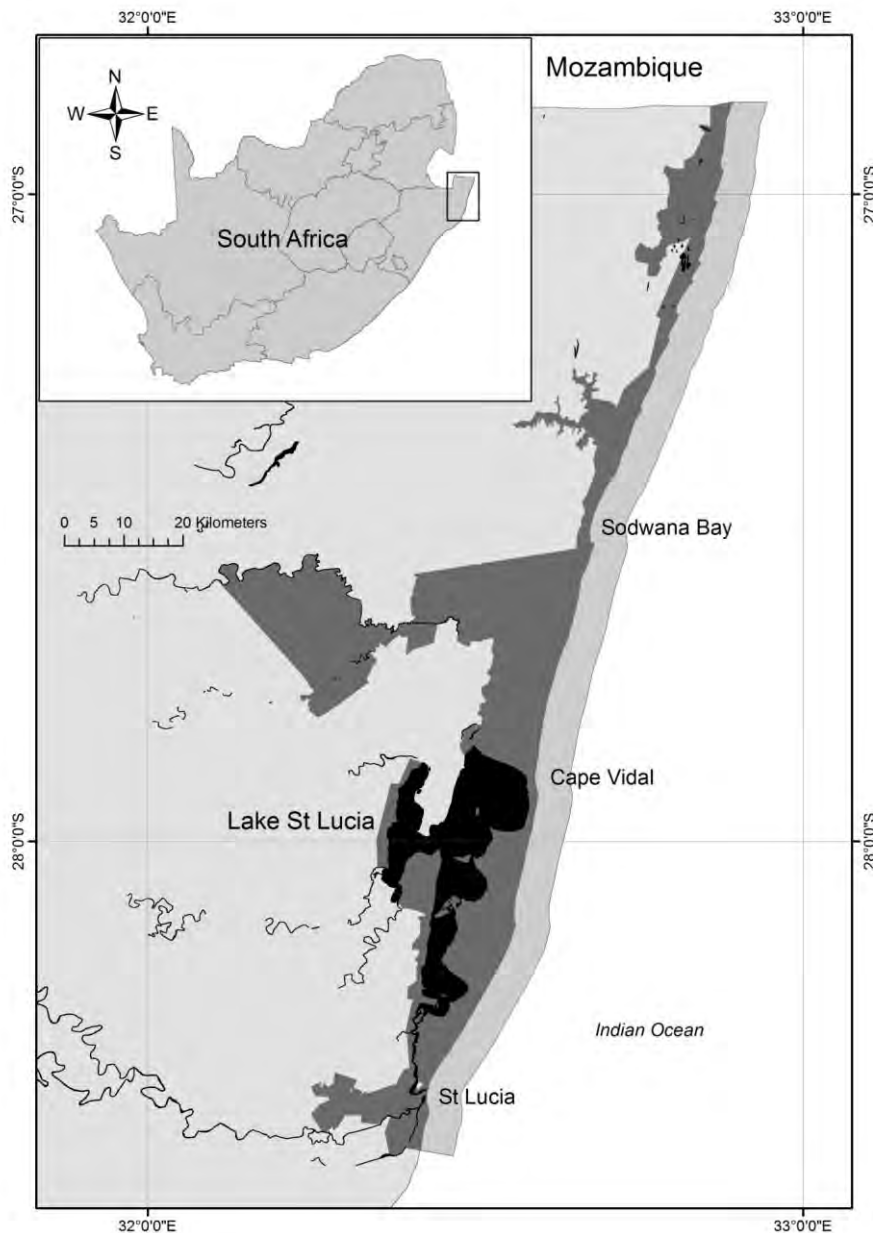 32°0'0"E
33°0'0"E
Mozambique
N
W
E
S
South Africa
27°0'0"S
27°0'0"S
0 5 10 20 Kilometers
Sodwana Bay
Cape Vidal
Lake St Lucia
28°0'0"S
28°0'0"S
Indian Ocean
St Lucia
32°0'0"E
33°0'0"E